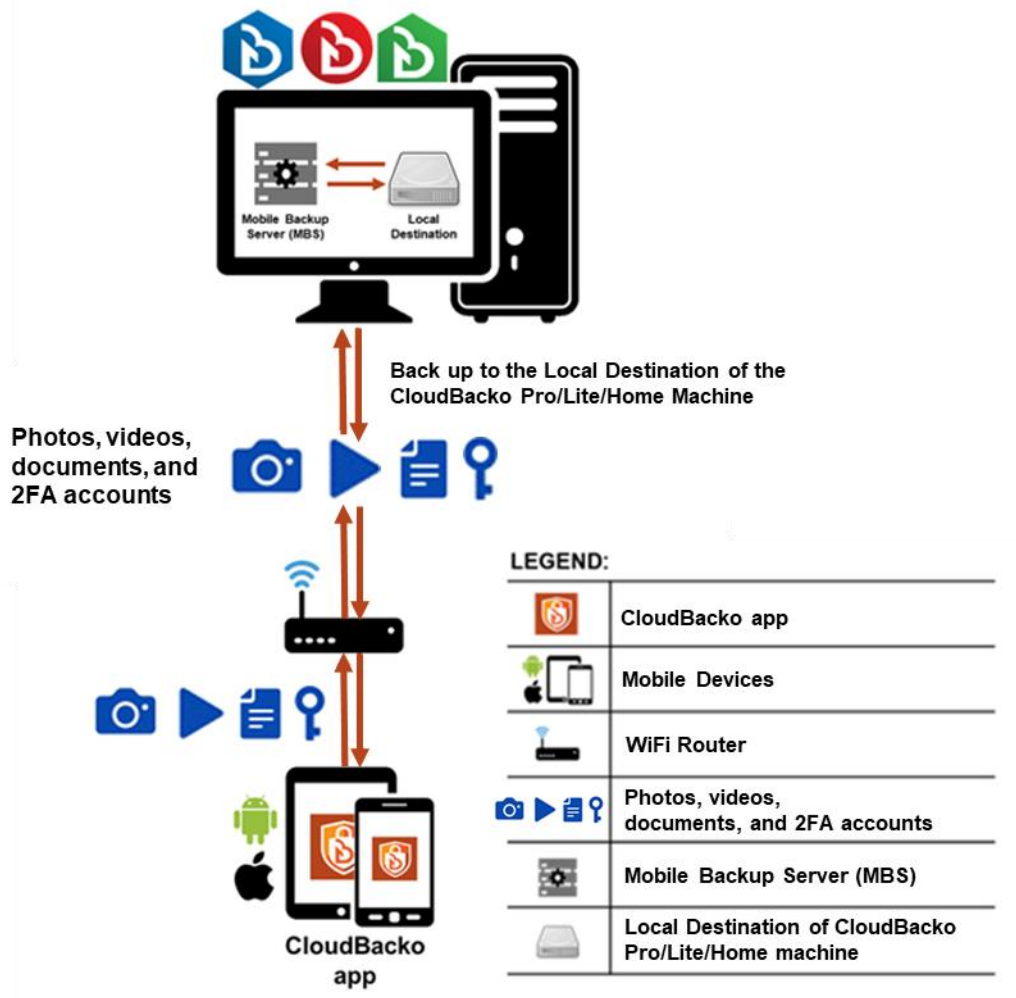 Mobile Backup
Server (MBS)
Local
Destination
Back up to the Local Destination of the
CloudBacko Pro/Lite/Home Machine
Photos, videos,
documents, and
2FA accounts
CloudBacko
app
LEGEND:
CloudBacko app
Mobile Devices
WiFi Router
Photos, videos,
documents, and 2FA accounts
Mobile Backup Server (MBS)
Local Destination of CloudBacko
Pro/Lite/Home machine